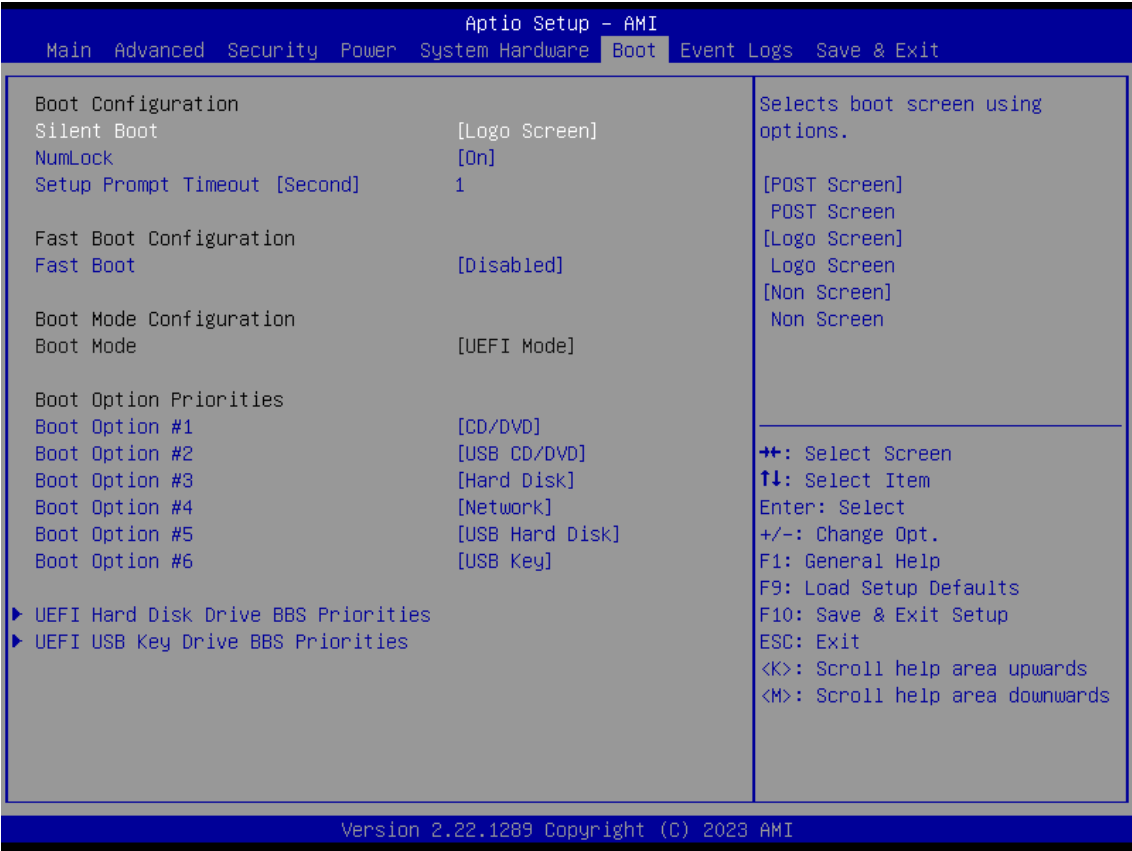 Aptio Setup – AMI
Main Advanced Security Power System Hardware Boot Event Logs Save & Exit
Boot Configuration
Silent Boot [Logo Screen]
NumLock [On]
Setup Prompt Timeout [Second] 1
Fast Boot Configuration
Fast Boot [Disabled]
Boot Mode Configuration
Boot Mode [UEFI Mode]
Boot Option Priorities
Boot Option #1 [CD/DVD]
Boot Option #2 [USB CD/DVD]
Boot Option #3 [Hard Disk]
Boot Option #4 [Network]
Boot Option #5 [USB Hard Disk]
Boot Option #6 [USB Key]
UEFI Hard Disk Drive BBS Priorities
UEFI USB Key Drive BBS Priorities
Selects boot screen using
options.
[POST Screen]
POST Screen
[Logo Screen]
Logo Screen
[Non Screen]
Non Screen
→←: Select Screen
↑↓: Select Item
Enter: Select
+/-: Change Opt.
F1: General Help
F9: Load Setup Defaults
F10: Save & Exit Setup
ESC: Exit
<K>: Scroll help area upwards
<M>: Scroll help area downwards
Version 2.22.1289 Copyright (C) 2023 AMI